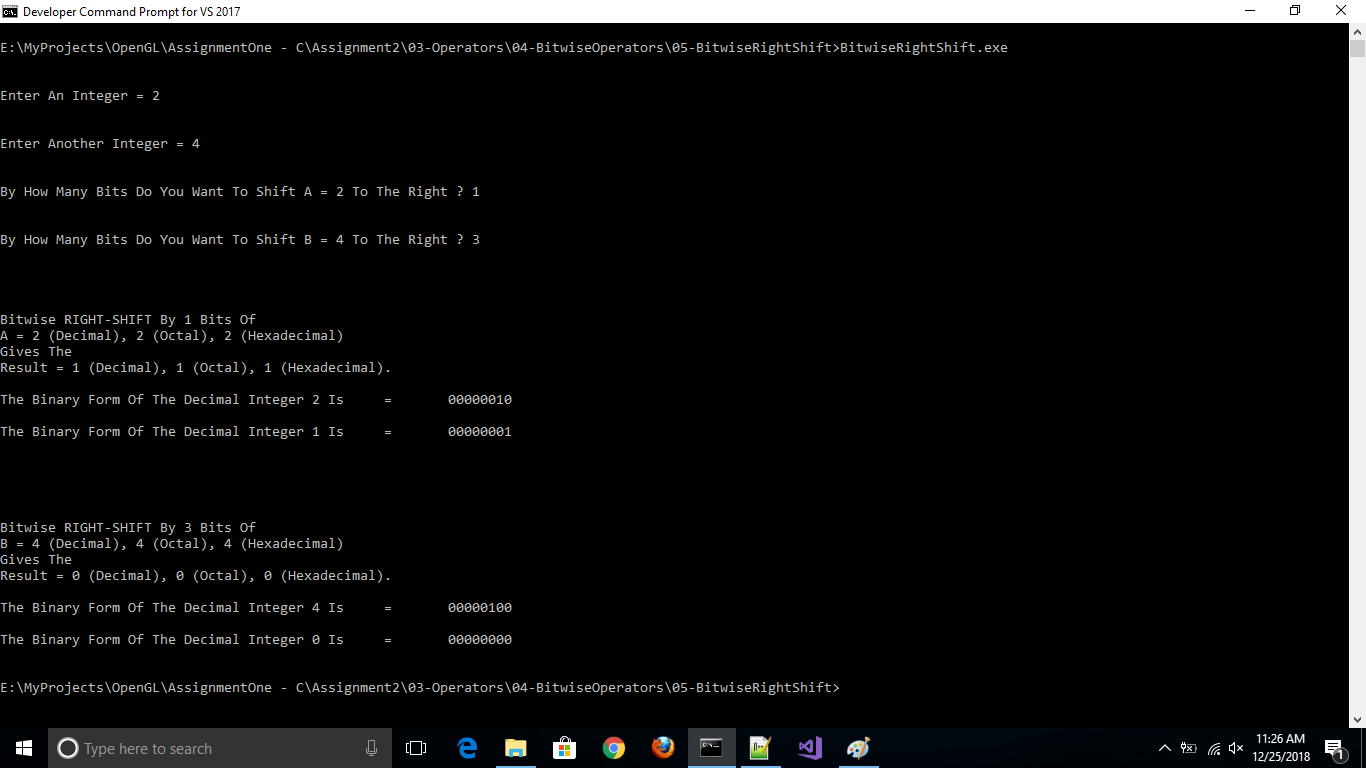 Developer Command Prompt for VS 2017
E:\MyProjects\OpenGL\AssignmentOne - C\Assignment2\03-Operators\04-BitwiseOperators\05-BitwiseRightShift>BitwiseRightShift.exe
Enter An Integer = 2
Enter Another Integer = 4
By How Many Bits Do You Want To Shift A = 2 To The Right ? 1
By How Many Bits Do You Want To Shift B = 4 To The Right ? 3
Bitwise RIGHT-SHIFT By 1 Bits Of
A = 2 (Decimal), 2 (Octal), 2 (Hexadecimal)
Gives The
Result = 1 (Decimal), 1 (Octal), 1 (Hexadecimal).
The Binary Form Of The Decimal Integer 2 Is = 00000010
The Binary Form Of The Decimal Integer 1 Is = 00000001
Bitwise RIGHT-SHIFT By 3 Bits Of
B = 4 (Decimal), 4 (Octal), 4 (Hexadecimal)
Gives The
Result = 0 (Decimal), 0 (Octal), 0 (Hexadecimal).
The Binary Form Of The Decimal Integer 4 Is = 00000100
The Binary Form Of The Decimal Integer 0 Is = 00000000
E:\MyProjects\OpenGL\AssignmentOne - C\Assignment2\03-Operators\04-BitwiseOperators\05-BitwiseRightShift>
Type here to search
11:26 AM
12/25/2018
1